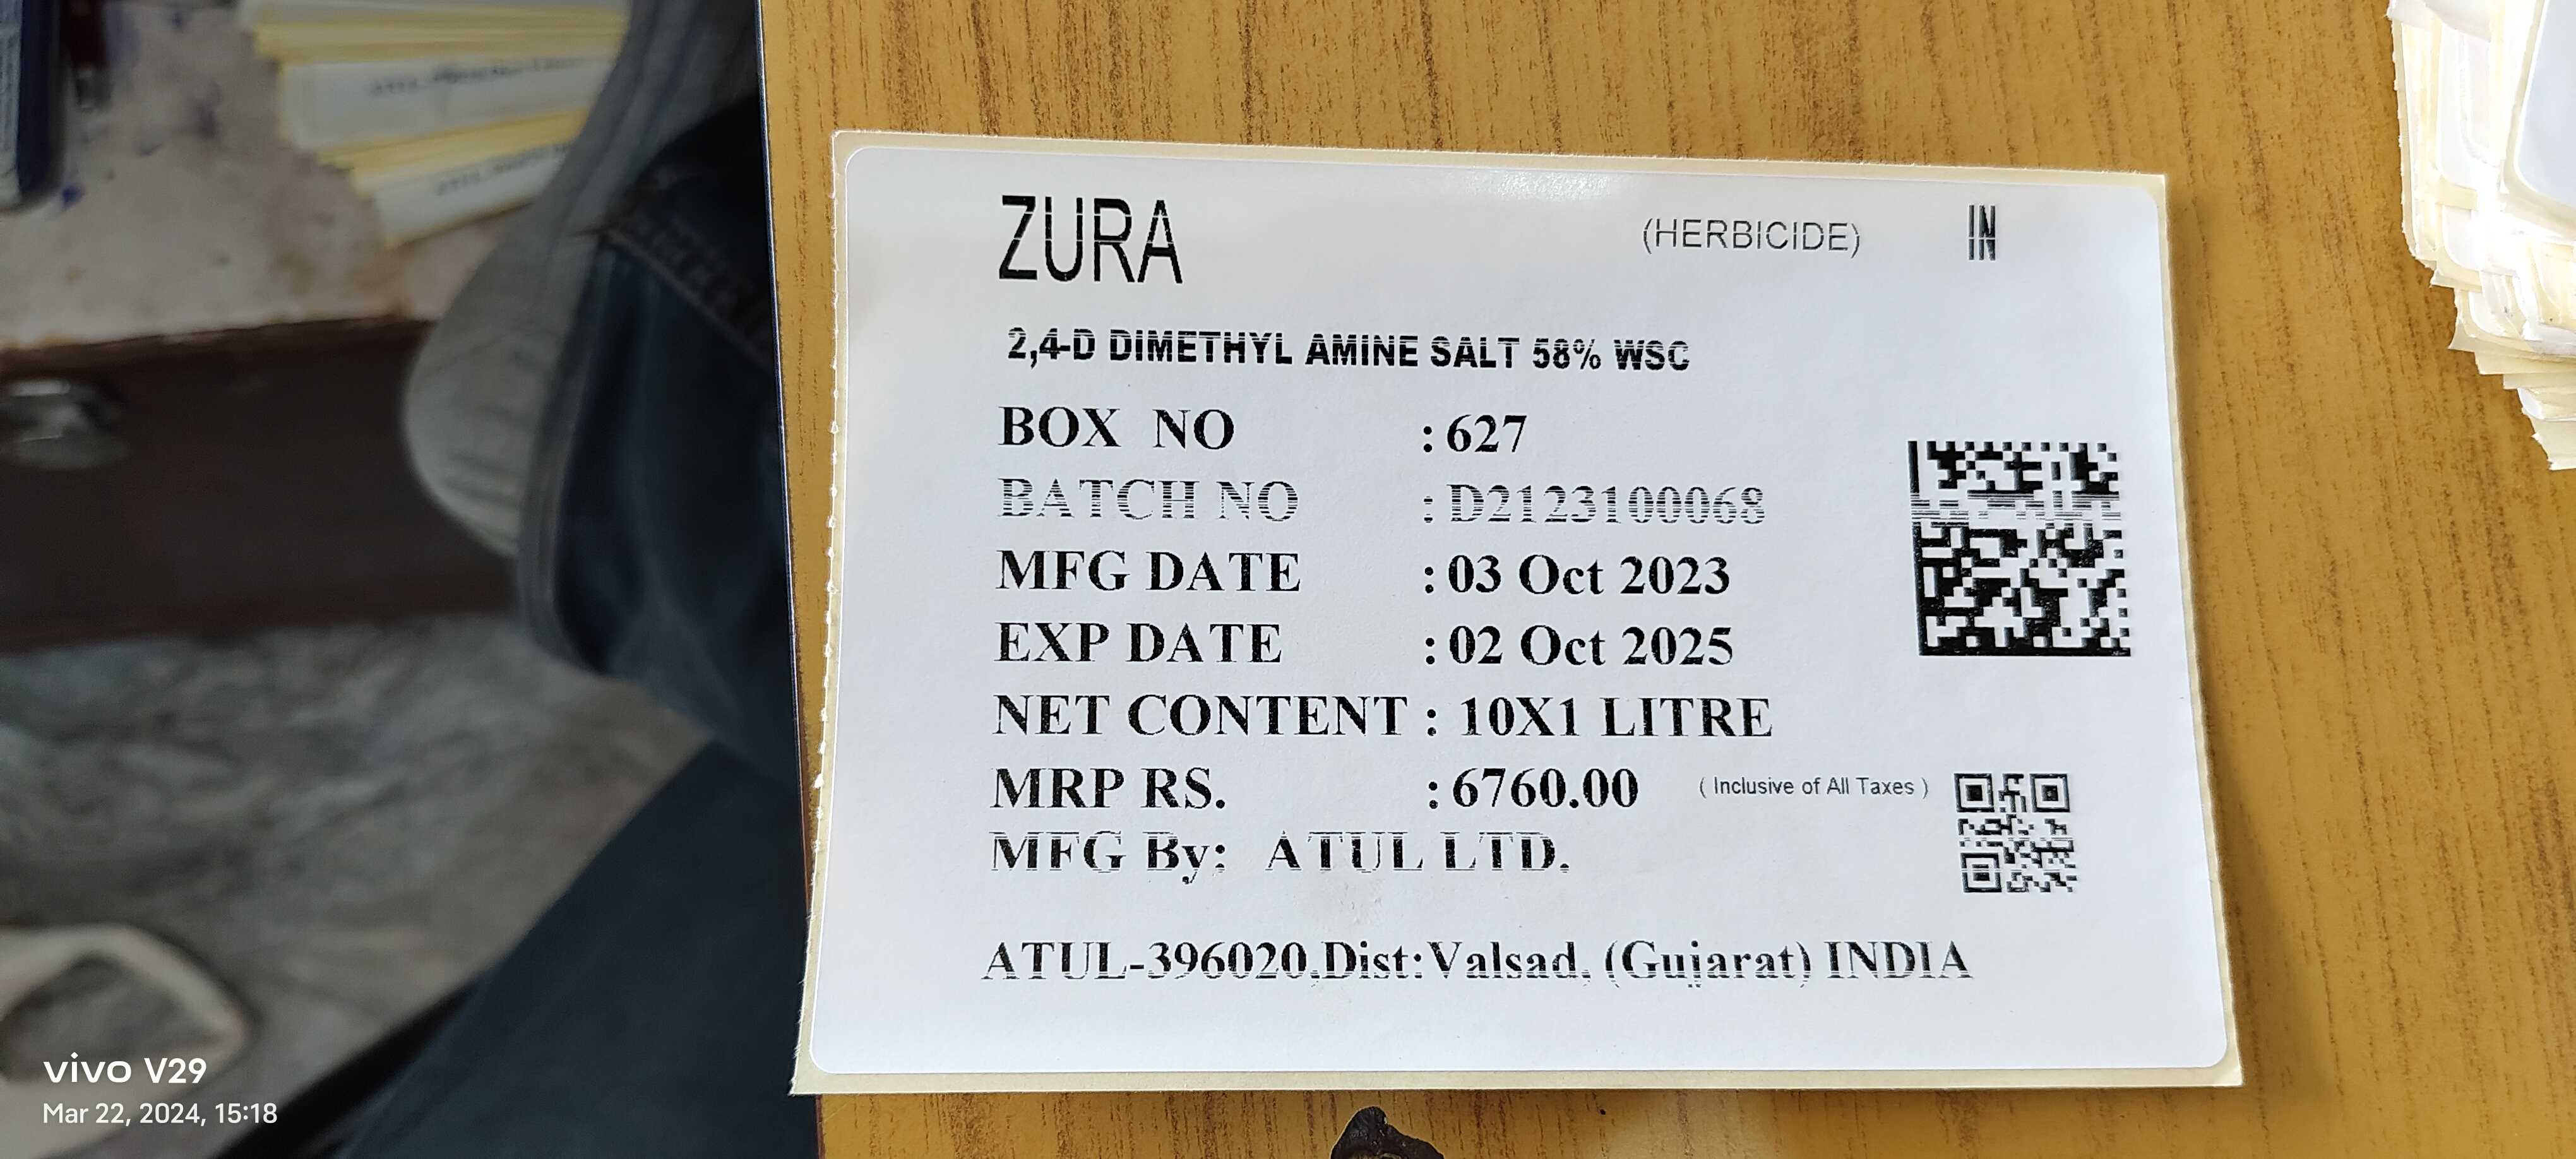 ZURA (HERBICIDE) IN
2,4-D DIMETHYL AMINE SALT 58% WSC
BOX NO : 627
BATCH NO : D2123100068
MFG DATE : 03 Oct 2023
EXP DATE : 02 Oct 2025
NET CONTENT : 10X1 LITRE
MRP RS. : 6760.00 ( Inclusive of All Taxes )
MFG By: ATUL LTD.
ATUL-396020,Dist:Valsad, (Gujarat) INDIA
vivo V29
Mar 22, 2024, 15:18